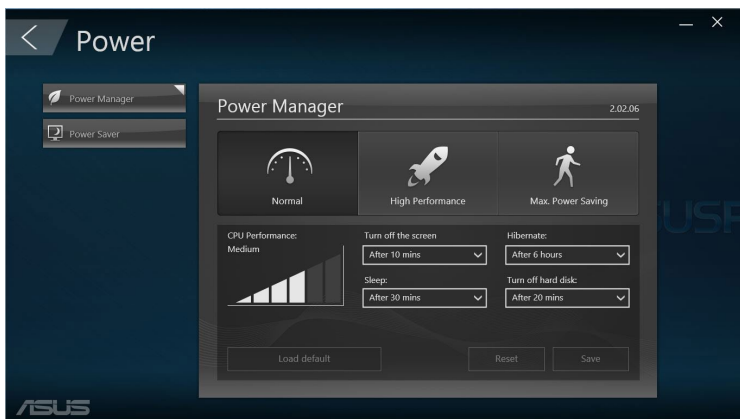 Power
Power Manager
Power Saver
Power Manager
2.02.06
Normal
High Performance
Max. Power Saving
CPU Performance:
Medium
Turn off the screen
After 10 mins
Hibernate:
After 6 hours
Sleep:
After 30 mins
Turn off hard disk:
After 20 mins
Load default
Reset
Save
ASUS